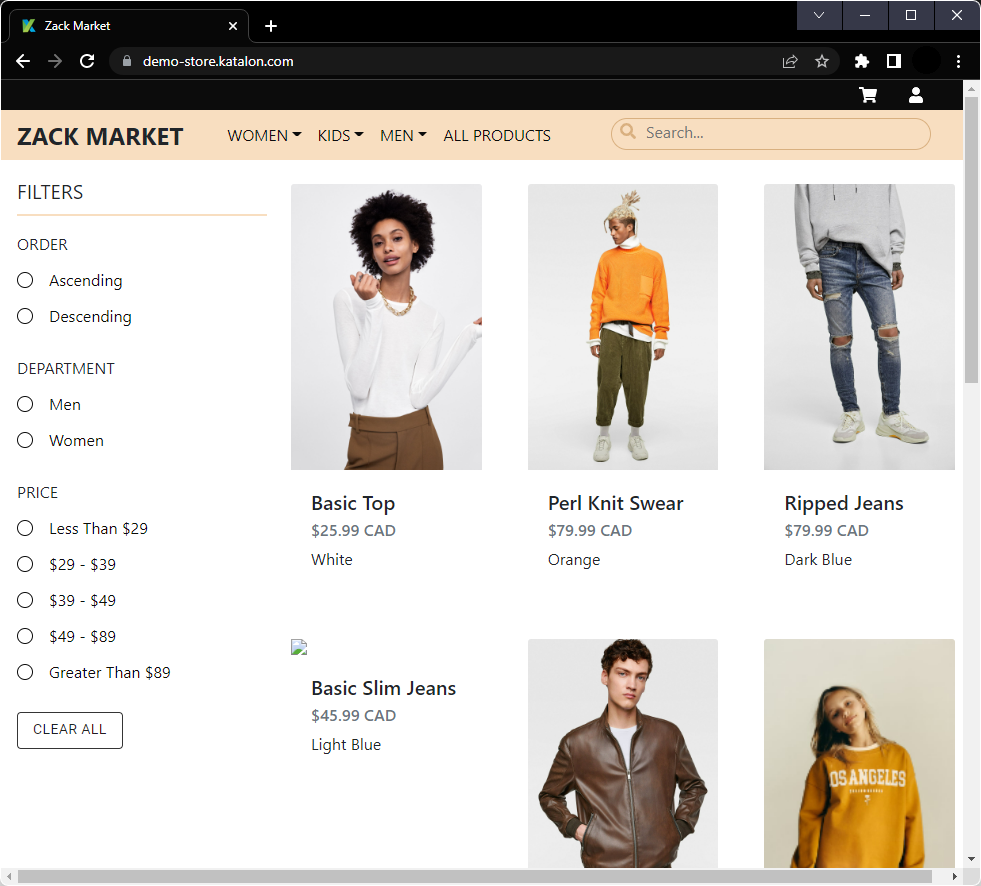 Zack Market
demo-store.katalon.com
ZACK MARKET
WOMEN
KIDS
MEN
ALL PRODUCTS
Search...
FILTERS
ORDER
Ascending
Descending
DEPARTMENT
Men
Women
PRICE
Less Than $29
$29 - $39
$39 - $49
$49 - $89
Greater Than $89
CLEAR ALL
Basic Top
$25.99 CAD
White
Perl Knit Swear
$79.99 CAD
Orange
Ripped Jeans
$79.99 CAD
Dark Blue
Basic Slim Jeans
$45.99 CAD
Light Blue
OS ANGELES